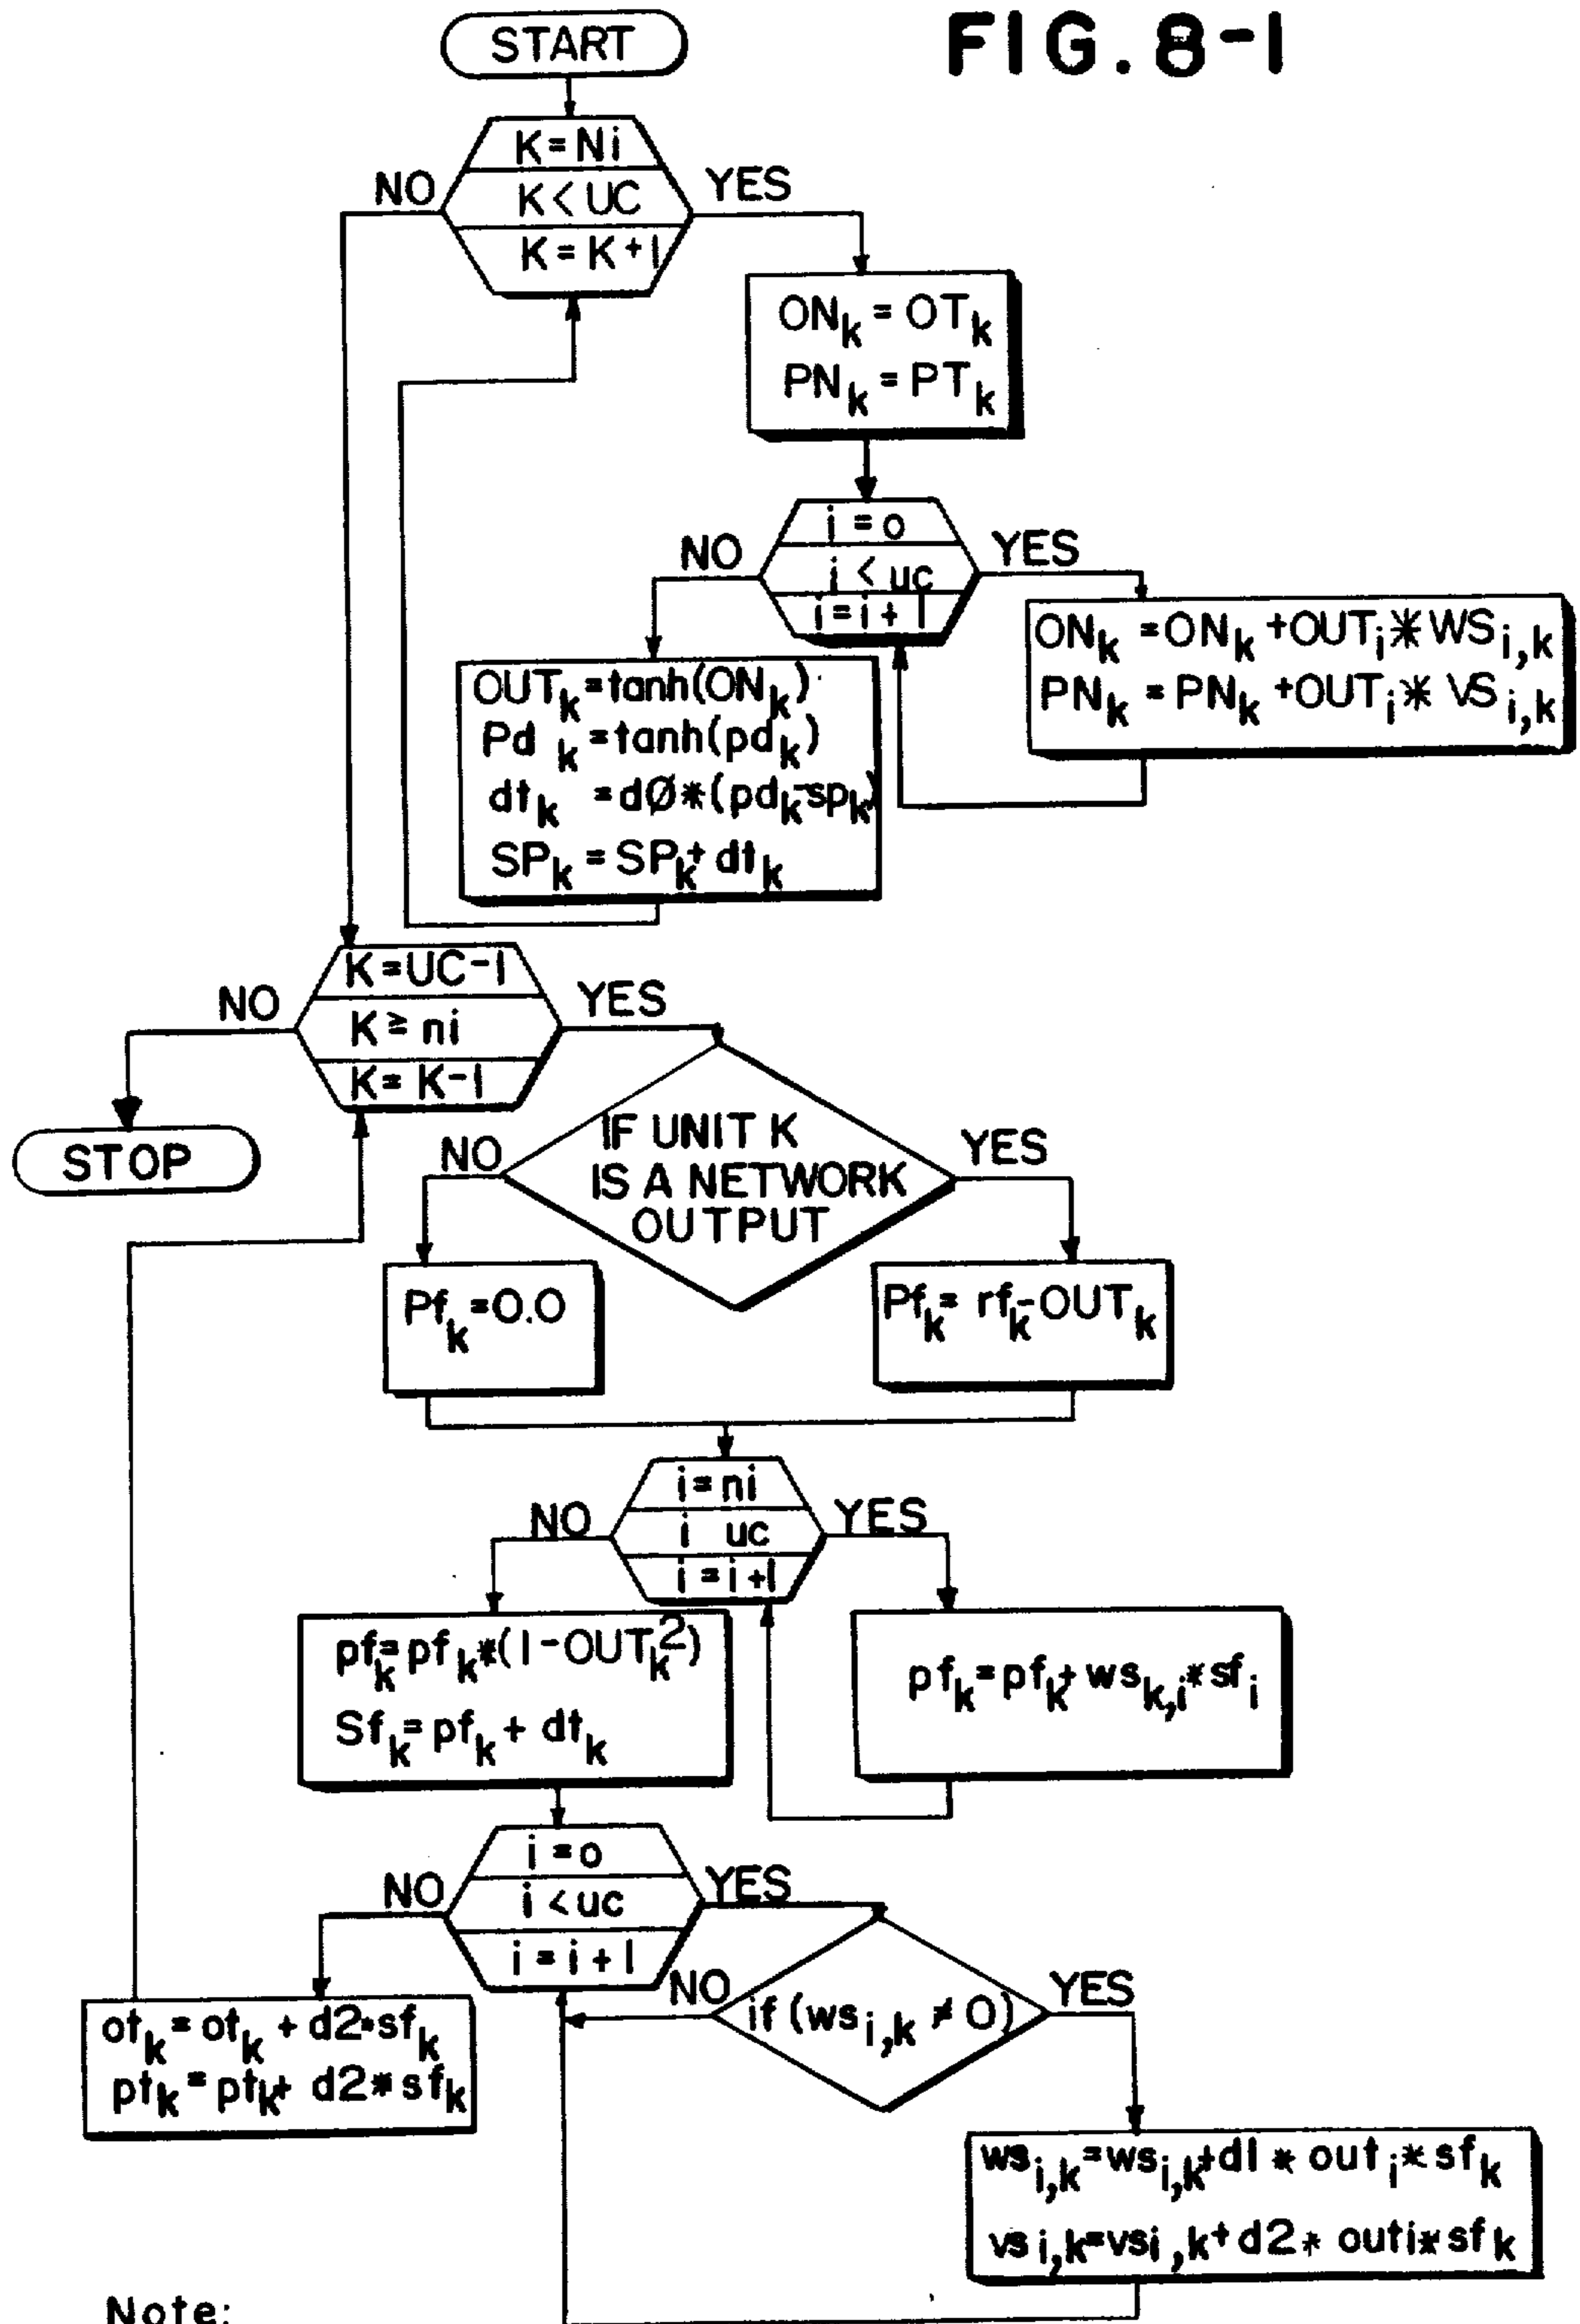 FIG. 8-1
START
K=Ni
K<UC
K=K+1
NO
YES
ON_k = OT_k
PN_k = PT_k
i=o
i<uc
i=i+1
NO
YES
ON_k = ON_k + OUT_i * WS_i,k
PN_k = PN_k + OUT_i * VS_i,k
OUT_k = tanh(ON_k)
Pd_k = tanh(pd_k)
dt_k = dØ*(pd_k-sp_k)
SP_k = SP_k + dt_k
K=UC-1
K≥ni
K=K-1
NO
YES
STOP
IF UNIT K
IS A NETWORK
OUTPUT
NO
YES
Pf_k = 0.0
Pf_k = rf_k - OUT_k
i=ni
i uc
i=i+1
NO
YES
pf_k = pf_k*(1-OUT_k^2)
Sf_k = pf_k + dt_k
pf_k = pf_k + ws_k,i * sf_i
i=o
i<uc
i=i+1
NO
YES
if (ws_i,k ≠ 0)
NO
YES
ot_k = ot_k + d2*sf_k
pt_k = pt_k + d2*sf_k
ws_i,k = ws_i,k + d1 * out_i * sf_k
vs_i,k = vs_i,k + d2 * outi * sf_k
Note: